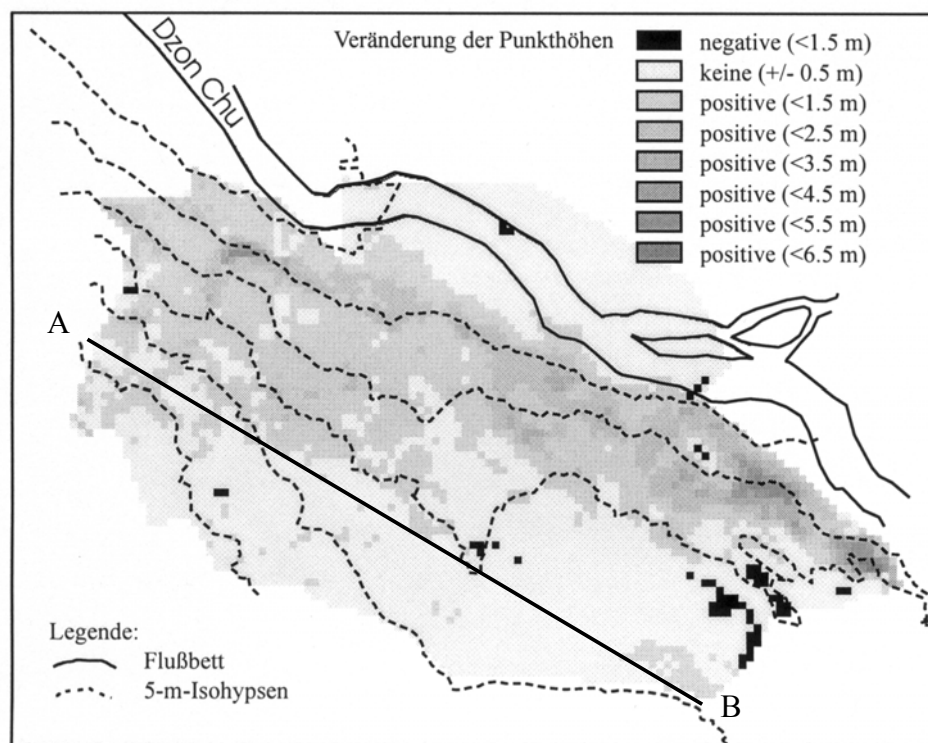 Dzon Chu
Veränderung der Punkthöhen
negative (<1.5 m)
keine (+/- 0.5 m)
positive (<1.5 m)
positive (<2.5 m)
positive (<3.5 m)
positive (<4.5 m)
positive (<5.5 m)
positive (<6.5 m)
A
B
Legende:
Flußbett
5-m-Isohypsen